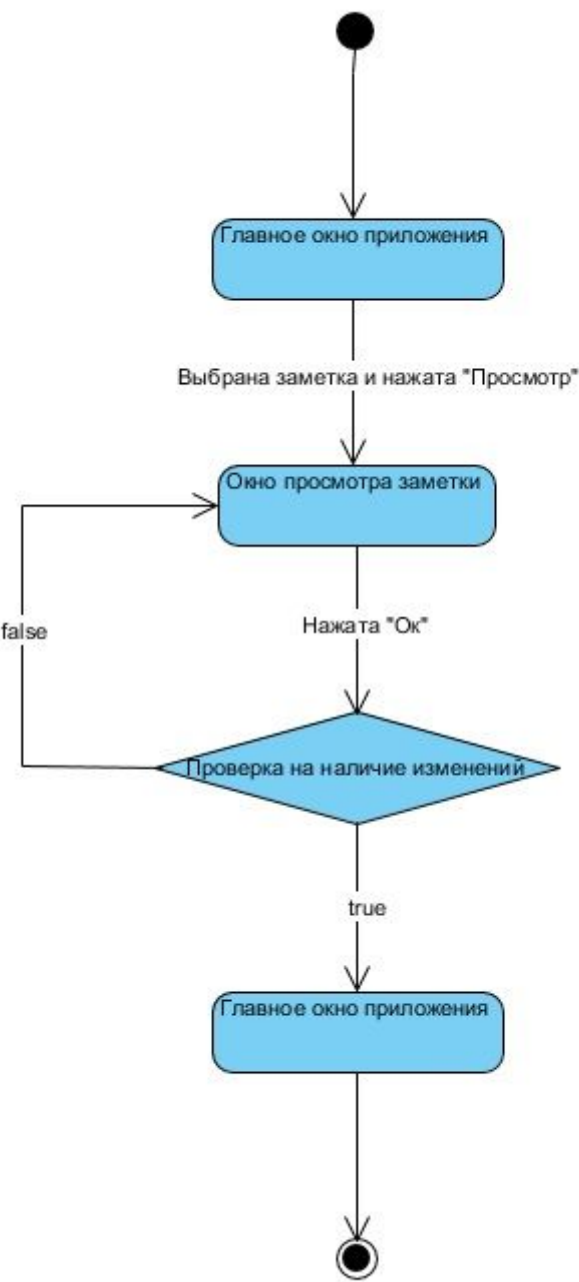 Главное окно приложения
Выбрана заметка и нажата "Просмотр"
Окно просмотра заметки
false
Нажата "Ок"
Проверка на наличие изменений
true
Главное окно приложения